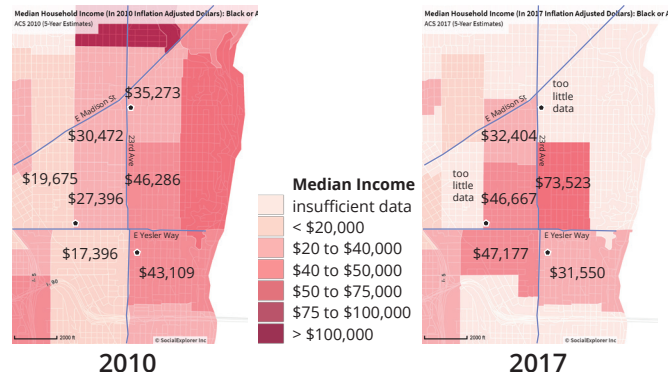 Median Household Income (In 2010 Inflation Adjusted Dollars): Black or A
ACS 2010 (5-Year Estimates)
$35,273
E Madison St
$30,472
23rd Ave
$19,675
$46,286
$27,396
E Yesler Way
$17,396
$43,109
I- 90
2000 ft
© SocialExplorer Inc
2010
Median Income
insufficient data
< $20,000
$20 to $40,000
$40 to $50,000
$50 to $75,000
$75 to $100,000
> $100,000
Median Household Income (In 2017 Inflation Adjusted Dollars): Black or A
ACS 2017 (5-Year Estimates)
too
little
data
E Madison St
$32,404
23rd Ave
too
little
data
$73,523
$46,667
E Yesler Way
$47,177
$31,550
I- 90
2000 ft
© SocialExplorer Inc
2017